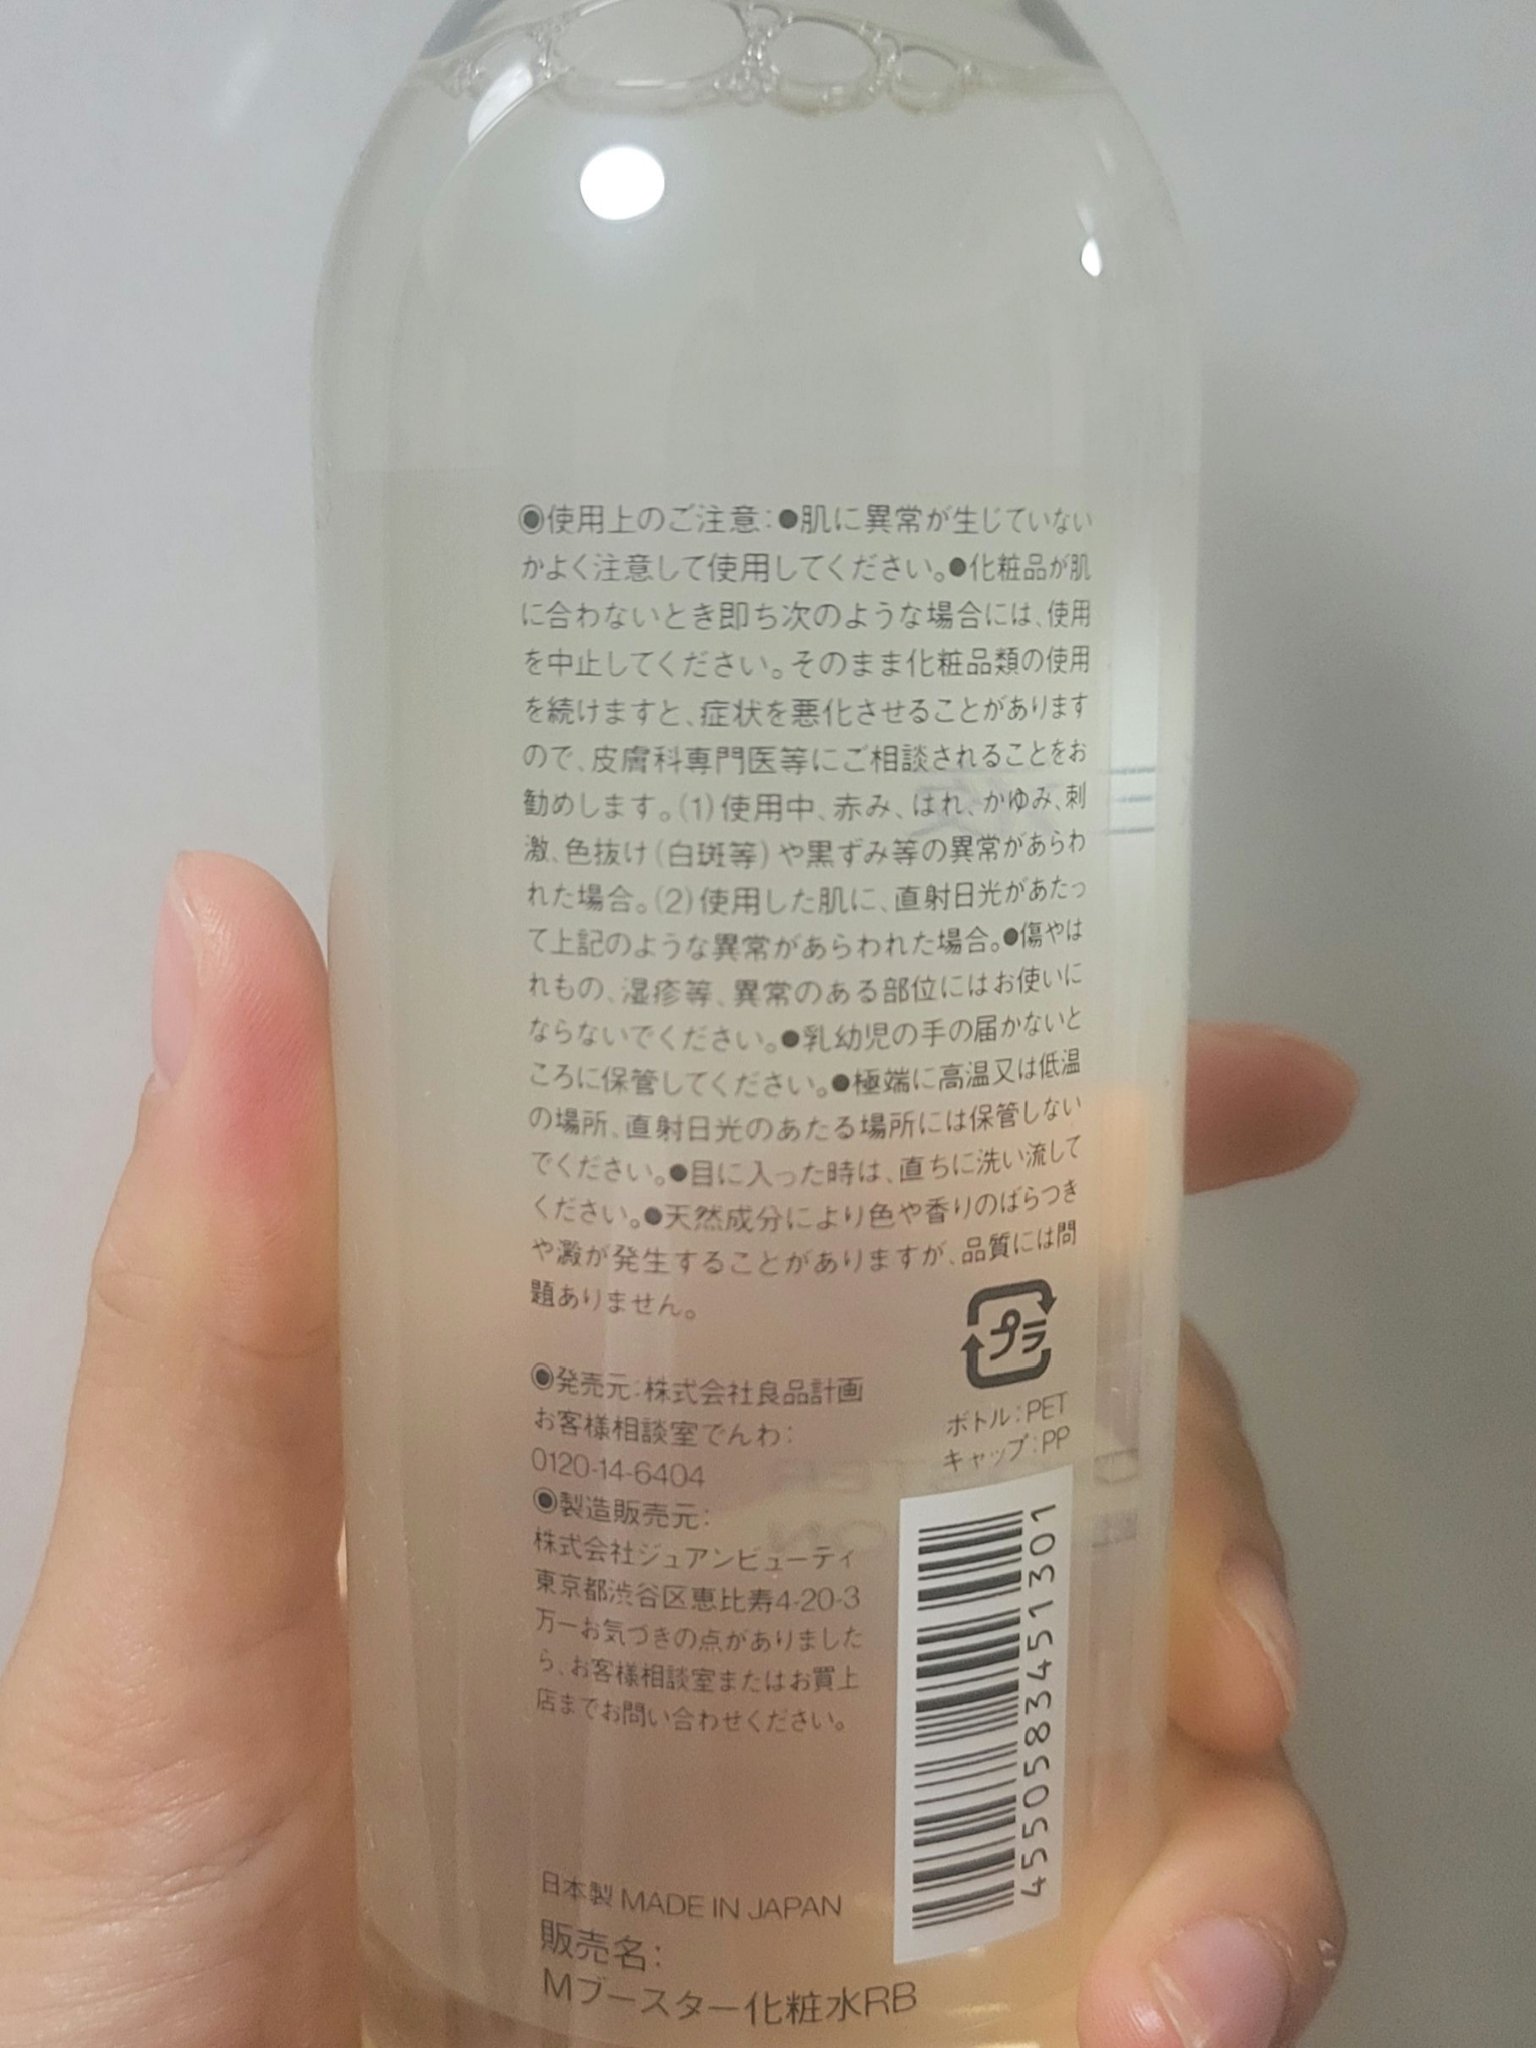 ◉使用上のご注意：●肌に異常が生じていない
かよく注意して使用してください。●化粧品が肌
に合わないとき即ち次のような場合には、使用
を中止してください。そのまま化粧品類の使用
を続けますと、症状を悪化させることがあります
ので、皮膚科専門医等にご相談されることをお
勧めします。(1)使用中、赤み、はれ、かゆみ、刺
激、色抜け(白斑等)や黒ずみ等の異常があらわ
れた場合。(2)使用した肌に、直射日光があたっ
て上記のような異常があらわれた場合。●傷やは
れもの、湿疹等、異常のある部位にはお使いに
ならないでください。●乳幼児の手の届かないと
ころに保管してください。●極端に高温又は低温
の場所、直射日光のあたる場所には保管しない
でください。●目に入った時は、直ちに洗い流して
ください。●天然成分により色や香りのばらつき
や澱が発生することがありますが、品質には問
題ありません。
プラ
ボトル：PET
キャップ：PP
◉発売元：株式会社良品計画
お客様相談室でんわ：
0120-14-6404
◉製造販売元：
株式会社ジュアンビューティ
東京都渋谷区恵比寿4-20-3
万一お気づきの点がありました
ら、お客様相談室またはお買上
店までお問い合わせください。
4550583451301
日本製 MADE IN JAPAN
販売名：
Mブースター化粧水RB